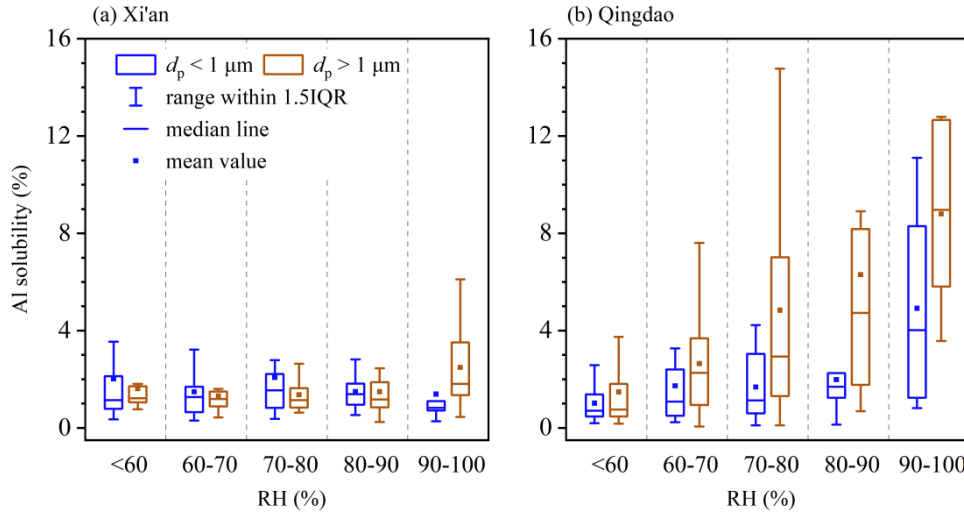 (a) Xi'an
(b) Qingdao
16
12
8
4
0
Al solubility (%)
dp < 1 μm
dp > 1 μm
range within 1.5IQR
median line
mean value
<60 60-70 70-80 80-90 90-100
RH (%)
16
12
8
4
0
<60 60-70 70-80 80-90 90-100
RH (%)